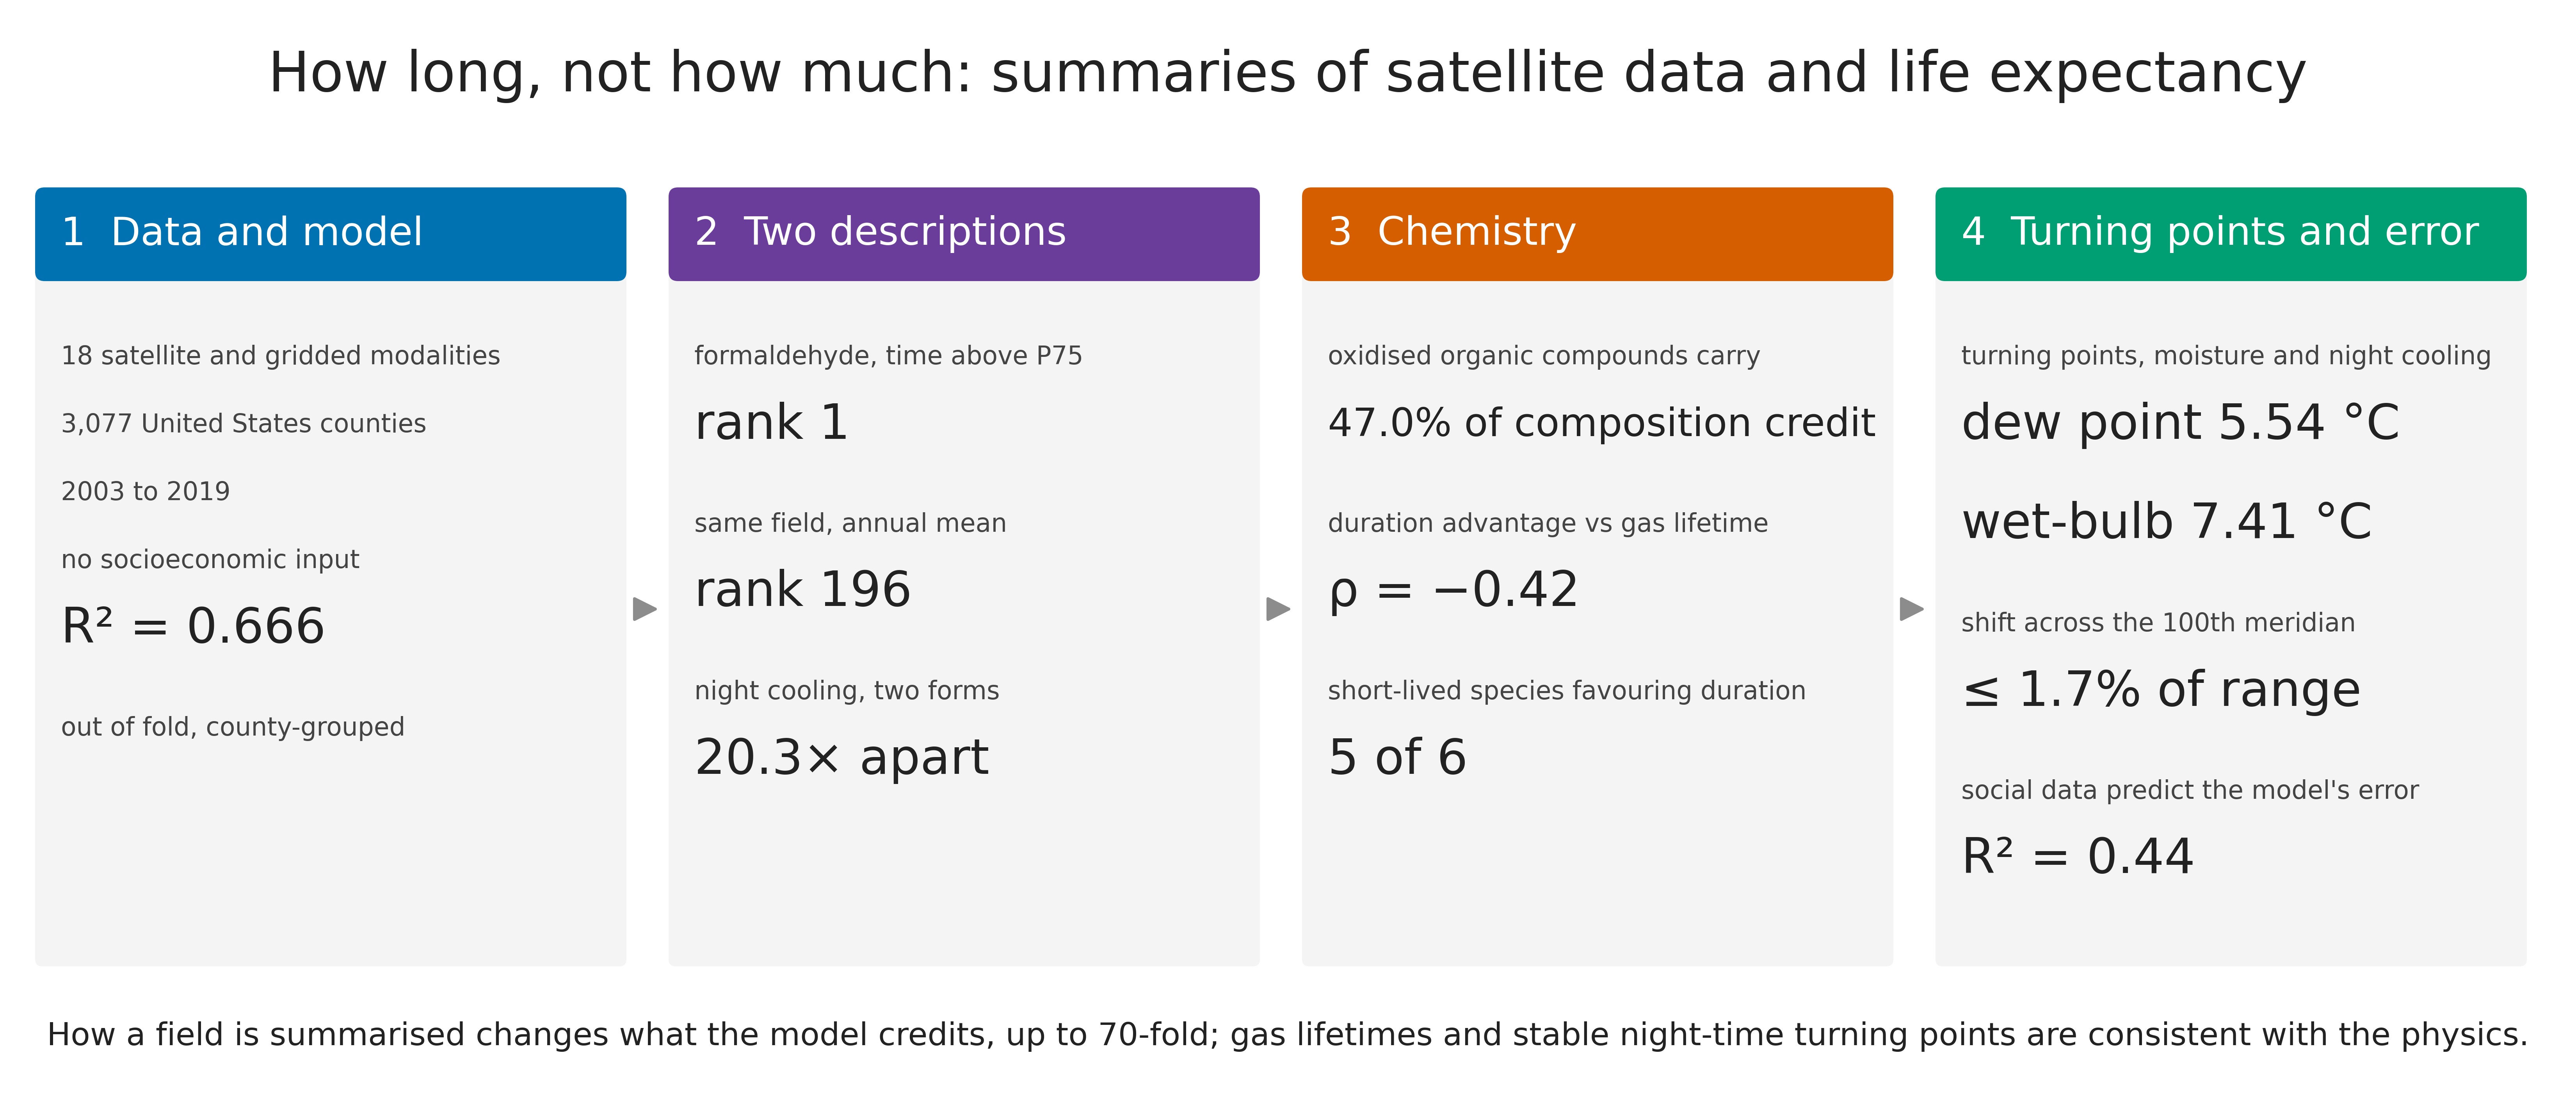 How long, not how much: summaries of satellite data and life expectancy
1 Data and model
18 satellite and gridded modalities
3,077 United States counties
2003 to 2019
no socioeconomic input
R² = 0.666
out of fold, county-grouped
2 Two descriptions
formaldehyde, time above P75
rank 1
same field, annual mean
rank 196
night cooling, two forms
20.3× apart
3 Chemistry
oxidised organic compounds carry
47.0% of composition credit
duration advantage vs gas lifetime
ρ = −0.42
short-lived species favouring duration
5 of 6
4 Turning points and error
turning points, moisture and night cooling
dew point 5.54 °C
wet-bulb 7.41 °C
shift across the 100th meridian
≤ 1.7% of range
social data predict the model's error
R² = 0.44
How a field is summarised changes what the model credits, up to 70-fold; gas lifetimes and stable night-time turning points are consistent with the physics.